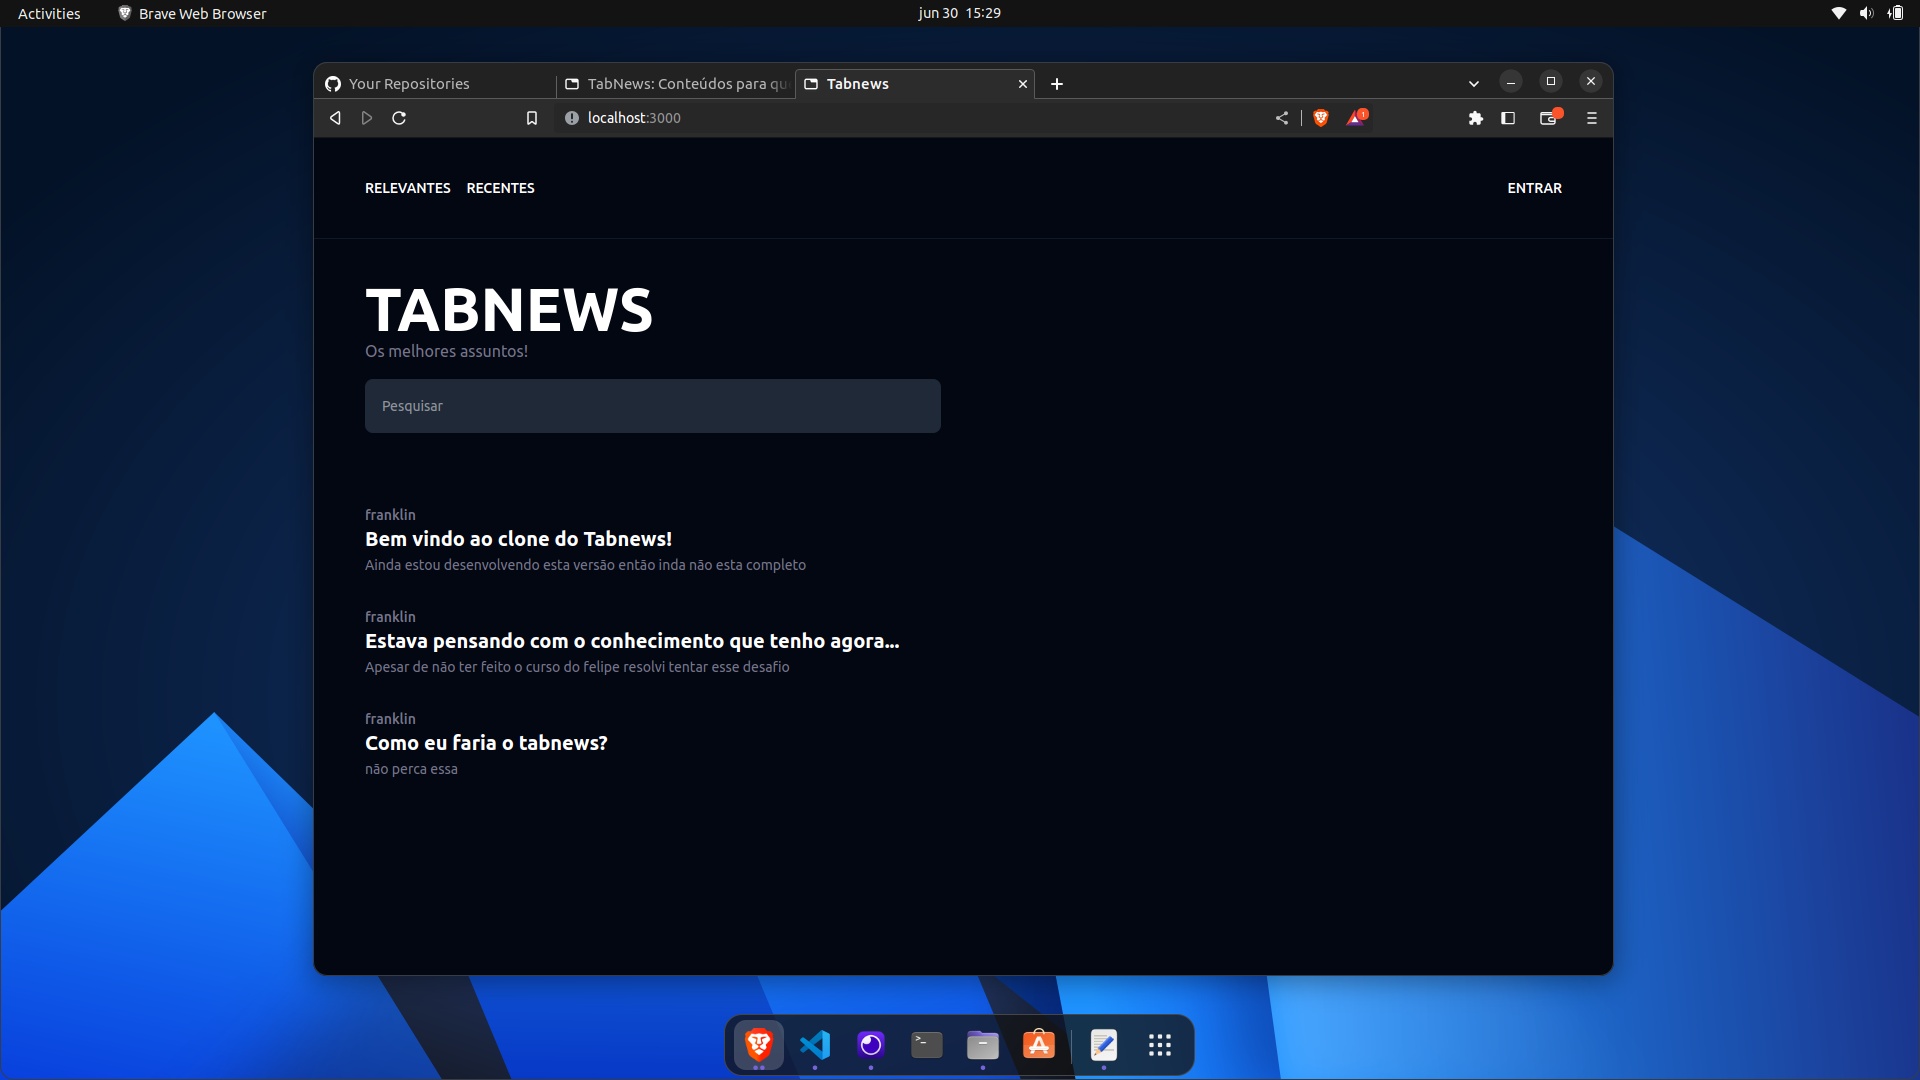 Activities Brave Web Browser jun 30 15:29
Your Repositories TabNews: Conteúdos para qu Tabnews
localhost:3000 1
RELEVANTES RECENTES ENTRAR
TABNEWS
Os melhores assuntos!
Pesquisar
franklin
Bem vindo ao clone do Tabnews!
Ainda estou desenvolvendo esta versão então inda não esta completo
franklin
Estava pensando com o conhecimento que tenho agora...
Apesar de não ter feito o curso do felipe resolvi tentar esse desafio
franklin
Como eu faria o tabnews?
não perca essa